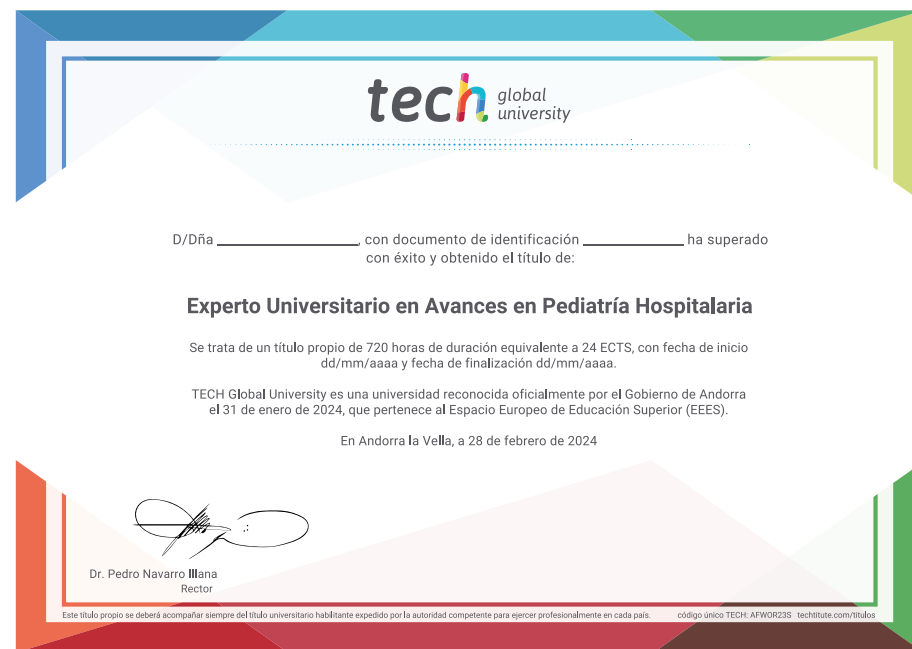 tech global university
D/Dña ______________, con documento de identificación __________ ha superado
con éxito y obtenido el título de:
Experto Universitario en Avances en Pediatría Hospitalaria
Se trata de un título propio de 720 horas de duración equivalente a 24 ECTS, con fecha de inicio
dd/mm/aaaa y fecha de finalización dd/mm/aaaa.
TECH Global University es una universidad reconocida oficialmente por el Gobierno de Andorra
el 31 de enero de 2024, que pertenece al Espacio Europeo de Educación Superior (EEES).
En Andorra la Vella, a 28 de febrero de 2024
Dr. Pedro Navarro Illana
Rector
Este título propio se deberá acompañar siempre del título universitario habilitante expedido por la autoridad competente para ejercer profesionalmente en cada país. código único TECH: AFWOR23S techtitute.com/titulos